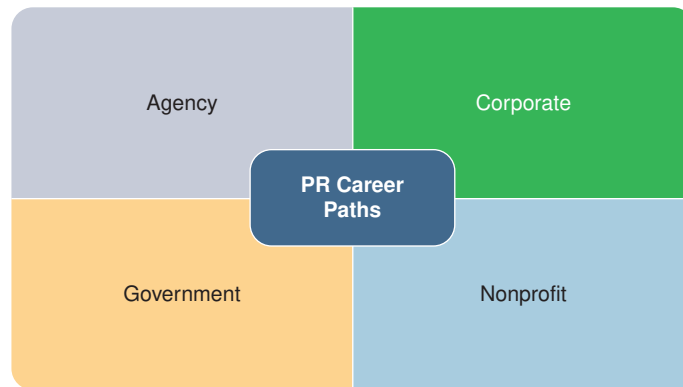 Agency
Corporate
PR Career
Paths
Government
Nonprofit